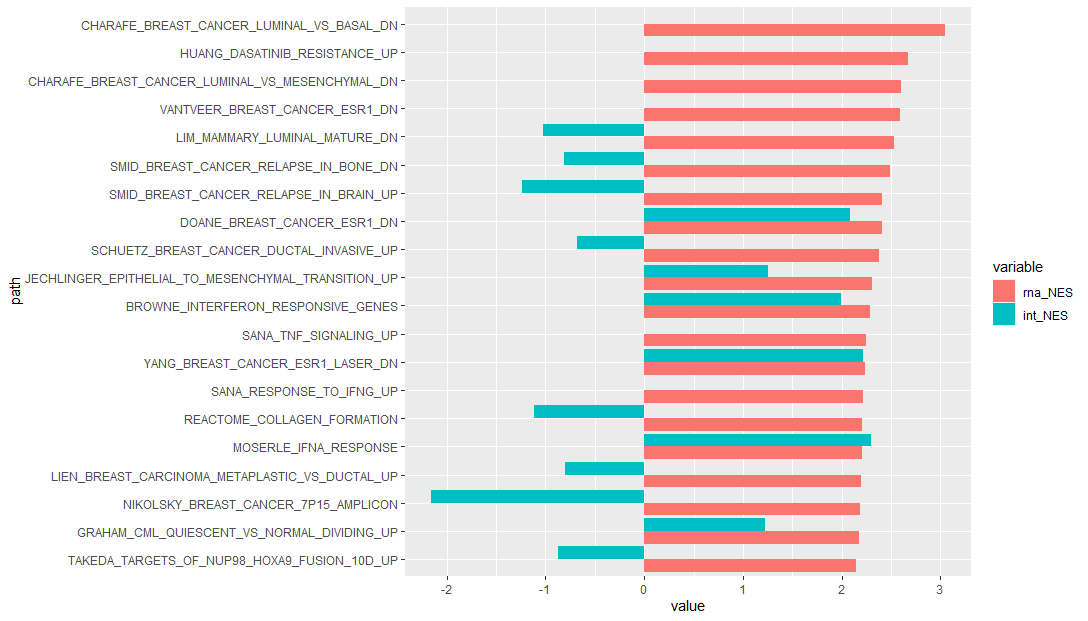 CHARAFE_BREAST_CANCER_LUMINAL_VS_BASAL_DN
HUANG_DASATINIB_RESISTANCE_UP
CHARAFE_BREAST_CANCER_LUMINAL_VS_MESENCHYMAL_DN
VANTVEER_BREAST_CANCER_ESR1_DN
LIM_MAMMARY_LUMINAL_MATURE_DN
SMID_BREAST_CANCER_RELAPSE_IN_BONE_DN
SMID_BREAST_CANCER_RELAPSE_IN_BRAIN_UP
DOANE_BREAST_CANCER_ESR1_DN
SCHUETZ_BREAST_CANCER_DUCTAL_INVASIVE_UP
JECHLINGER_EPITHELIAL_TO_MESENCHYMAL_TRANSITION_UP
BROWNE_INTERFERON_RESPONSIVE_GENES
SANA_TNF_SIGNALING_UP
YANG_BREAST_CANCER_ESR1_LASER_DN
SANA_RESPONSE_TO_IFNG_UP
REACTOME_COLLAGEN_FORMATION
MOSERLE_IFNA_RESPONSE
LIEN_BREAST_CARCINOMA_METAPLASTIC_VS_DUCTAL_UP
NIKOLSKY_BREAST_CANCER_7P15_AMPLICON
GRAHAM_CML_QUIESCENT_VS_NORMAL_DIVIDING_UP
TAKEDA_TARGETS_OF_NUP98_HOXA9_FUSION_10D_UP
path
-2 -1 0 1 2 3
value
variable
rna_NES
int_NES